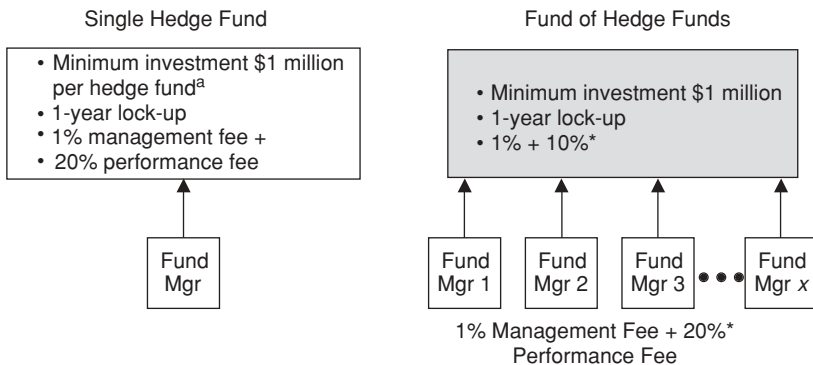 Single Hedge Fund
• Minimum investment $1 million
per hedge fundᵃ
• 1-year lock-up
• 1% management fee +
• 20% performance fee
Fund
Mgr
Fund of Hedge Funds
• Minimum investment $1 million
• 1-year lock-up
• 1% + 10%*
Fund
Mgr 1
Fund
Mgr 2
Fund
Mgr 3
Fund
Mgr x
1% Management Fee + 20%*
Performance Fee